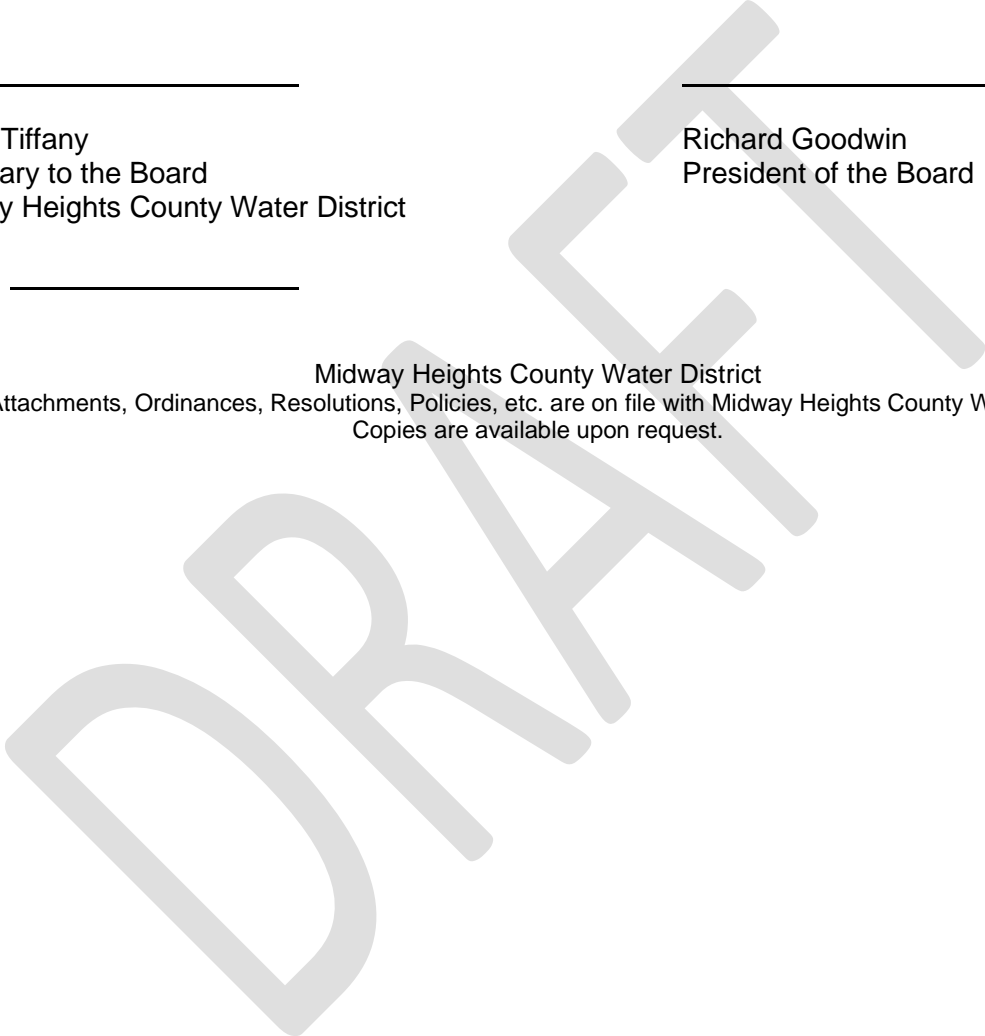 Tiffany
Richard Goodwin
ary to the Board
President of the Board
y Heights County Water District
Midway Heights County Water District
Attachments, Ordinances, Resolutions, Policies, etc. are on file with Midway Heights County W
Copies are available upon request.
DRAFT